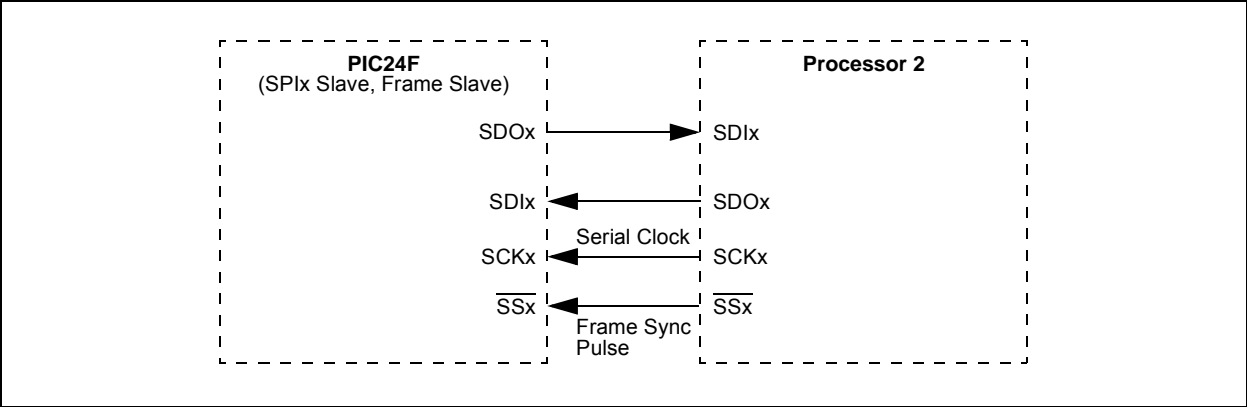 PIC24F
(SPIx Slave, Frame Slave)
Processor 2
SDOx
SDIx
SDIx
SDOx
Serial Clock
SCKx
SCKx
SSx
SSx
Frame Sync
Pulse